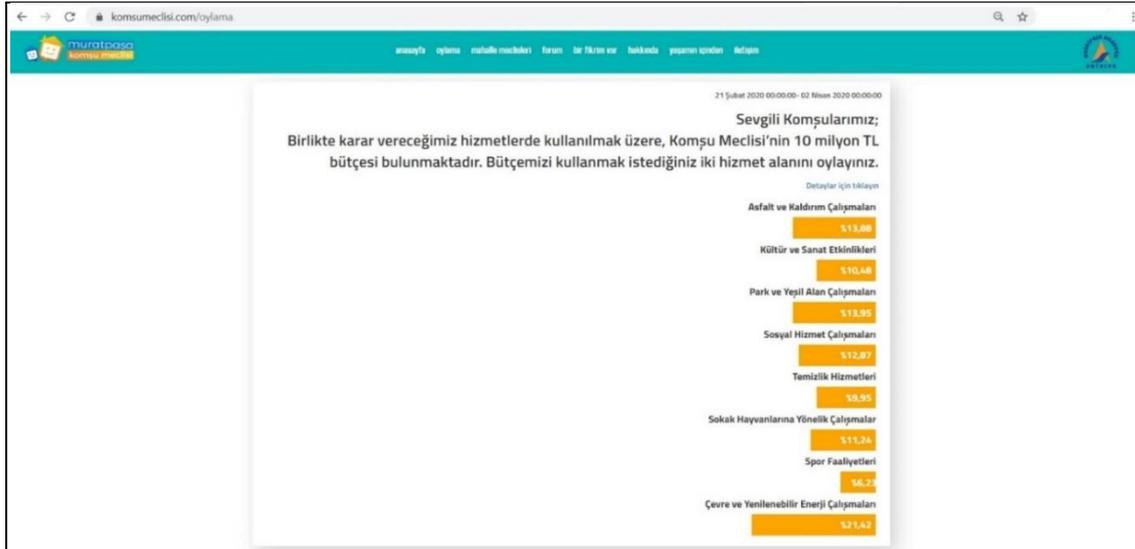 komsumeclisi.com/oylama
muratpaşa
komşu meclisi
anasayfa oylama mahalle meclisleri forum bir fikrim var hakkında yaşamın içinden iletişim
21 Şubat 2020 00:00:00- 02 Nisan 2020 00:00:00
Sevgili Komşularımız;
Birlikte karar vereceğimiz hizmetlerde kullanılmak üzere, Komşu Meclisi'nin 10 milyon TL
bütçesi bulunmaktadır. Bütçemizi kullanmak istediğiniz iki hizmet alanını oylayınız.
Detaylar için tıklayın
Asfalt ve Kaldırım Çalışmaları
%13,88
Kültür ve Sanat Etkinlikleri
%10,48
Park ve Yeşil Alan Çalışmaları
%13,95
Sosyal Hizmet Çalışmaları
%12,87
Temizlik Hizmetleri
%9,95
Sokak Hayvanlarına Yönelik Çalışmalar
%11,24
Spor Faaliyetleri
%6,23
Çevre ve Yenilenebilir Enerji Çalışmaları
%21,42